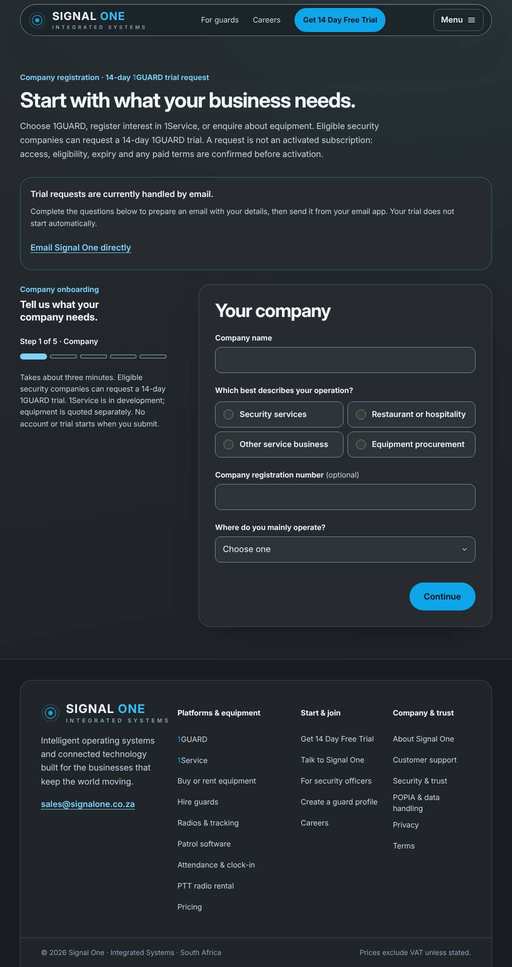 SIGNAL ONE
INTEGRATED SYSTEMS
For guards
Careers
Get 14 Day Free Trial
Menu
Company registration · 14-day 1GUARD trial request
Start with what your business needs.
Choose 1GUARD, register interest in 1Service, or enquire about equipment. Eligible security
companies can request a 14-day 1GUARD trial. A request is not an activated subscription:
access, eligibility, expiry and any paid terms are confirmed before activation.
Trial requests are currently handled by email.
Complete the questions below to prepare an email with your details, then send it from your email app. Your trial does not
start automatically.
Email Signal One directly
Company onboarding
Tell us what your
company needs.
Step 1 of 5 · Company
Takes about three minutes. Eligible
security companies can request a 14-day
1GUARD trial. 1Service is in development;
equipment is quoted separately. No
account or trial starts when you submit.
Your company
Company name
Which best describes your operation?
Security services
Restaurant or hospitality
Other service business
Equipment procurement
Company registration number (optional)
Where do you mainly operate?
Choose one
Continue
SIGNAL ONE
INTEGRATED SYSTEMS
Intelligent operating systems
and connected technology
built for the businesses that
keep the world moving.
sales@signalone.co.za
Platforms & equipment
1GUARD
1Service
Buy or rent equipment
Hire guards
Radios & tracking
Patrol software
Attendance & clock-in
PTT radio rental
Pricing
Start & join
Get 14 Day Free Trial
Talk to Signal One
For security officers
Create a guard profile
Careers
Company & trust
About Signal One
Customer support
Security & trust
POPIA & data
handling
Privacy
Terms
© 2026 Signal One · Integrated Systems · South Africa
Prices exclude VAT unless stated.